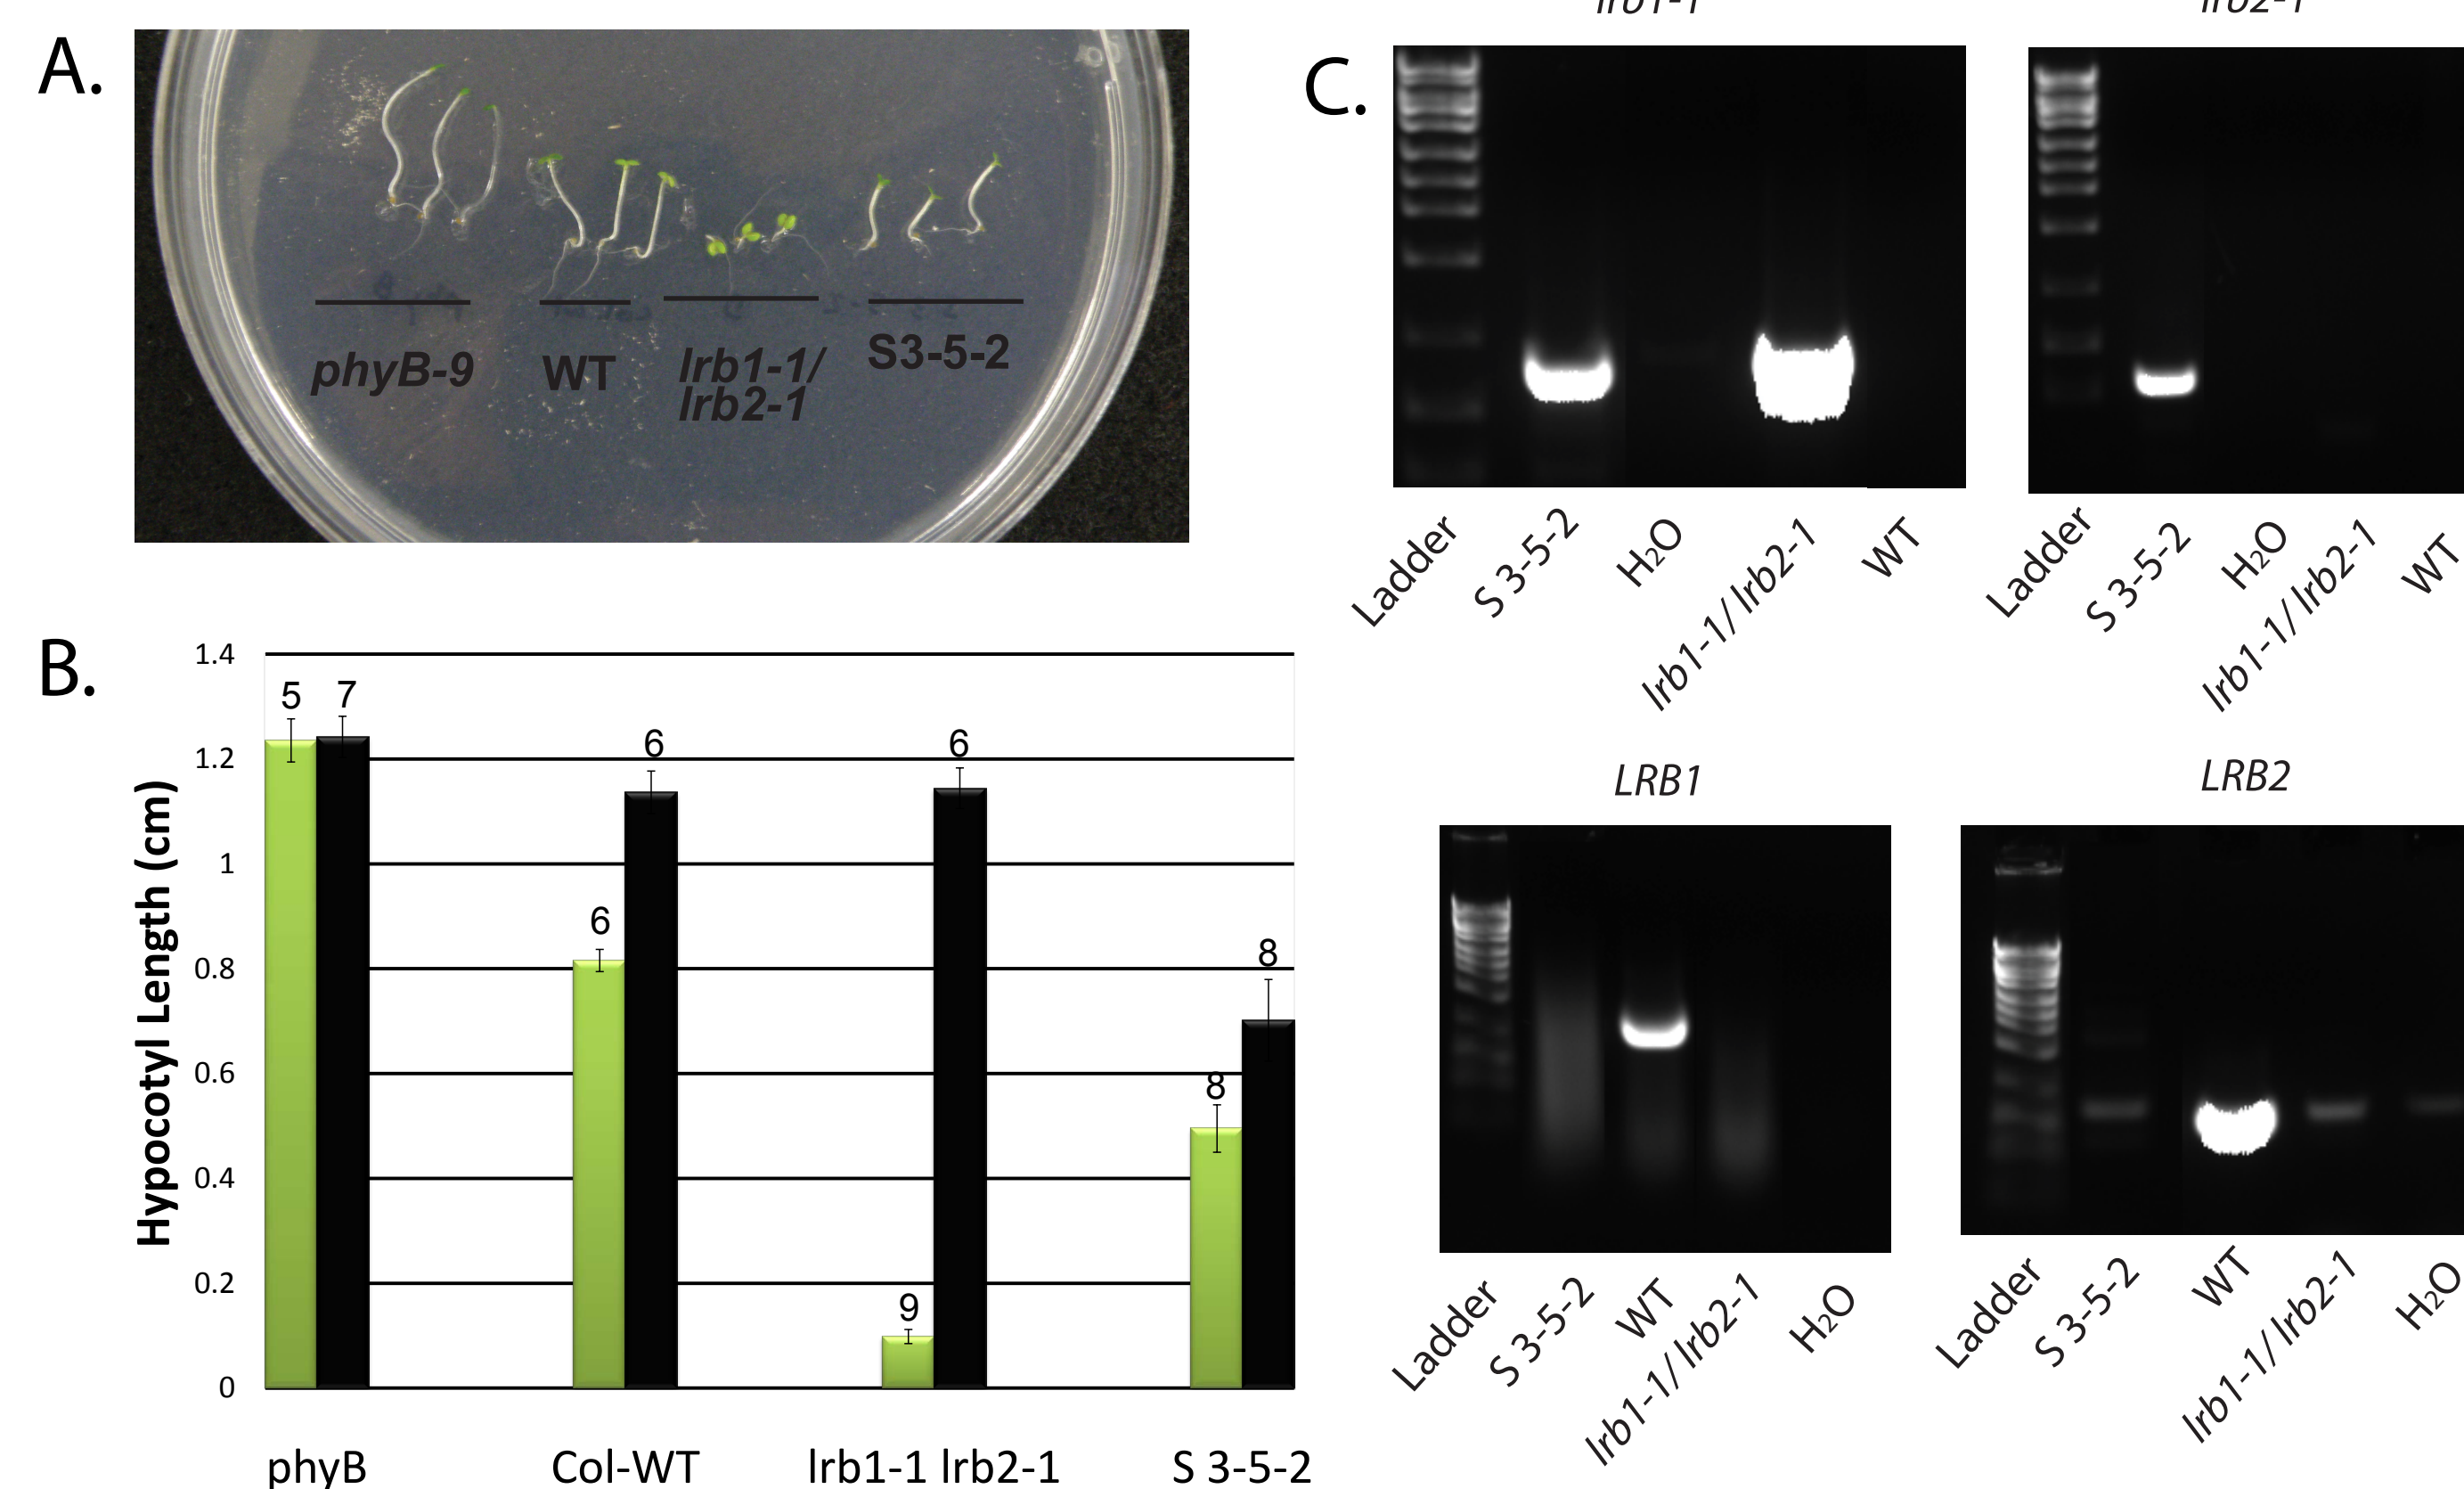 A.
phyB-9
WT
lrb1-1/
lrb2-1
S3-5-2
B.
Hypocotyl Length (cm)
1.4
1.2
1
0.8
0.6
0.4
0.2
0
5
7
6
6
9
6
8
8
phyB
Col-WT
lrb1-1 lrb2-1
S 3-5-2
C.
lrb1-1
lrb2-1
Ladder
S 3-5-2
H₂O
lrb1-1/ lrb2-1
WT
Ladder
S 3-5-2
H₂O
lrb1-1/ lrb2-1
WT
LRB1
LRB2
Ladder
S 3-5-2
WT
lrb1-1/ lrb2-1
H₂O
Ladder
S 3-5-2
WT
lrb1-1/ lrb2-1
H₂O